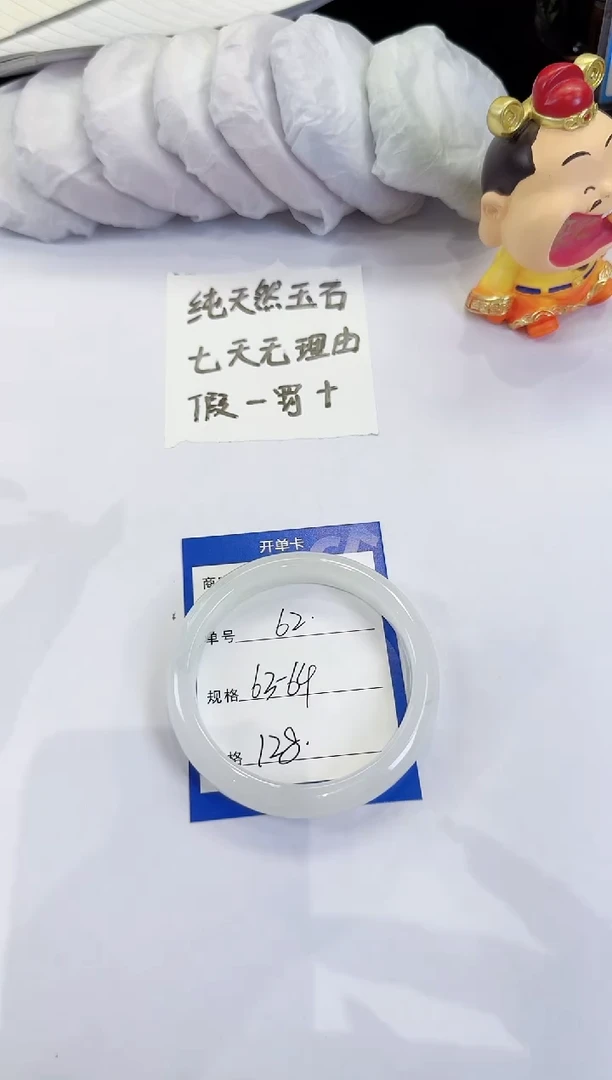 纯天然玉石
七天无理由
假一罚十
开单卡
单号 62.
规格 63-64
格 128.